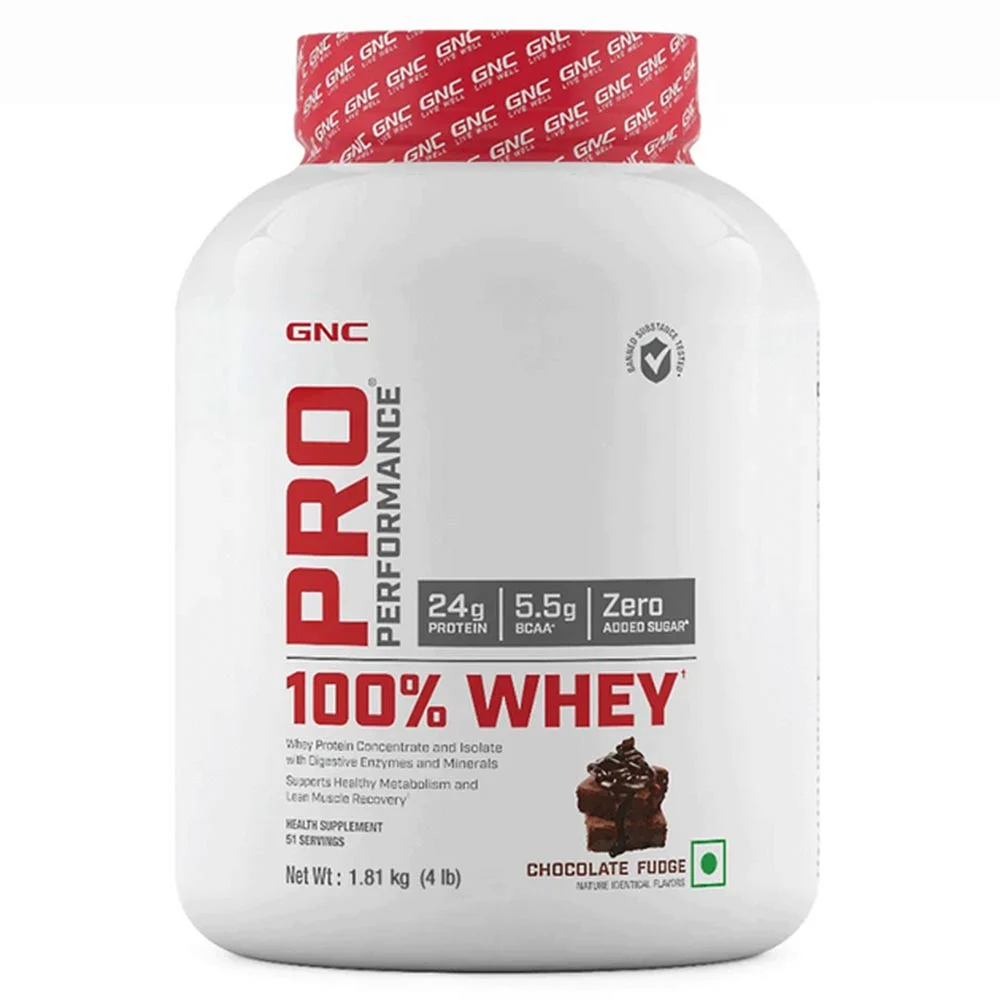 GNC LIVE WELL
GNC
BANNED SUBSTANCE TESTED
PRO
PERFORMANCE®
24g
PROTEIN
5.5g
BCAA*
Zero
ADDED SUGAR^
100% WHEY†
Whey Protein Concentrate and Isolate
with Digestive Enzymes and Minerals
Supports Healthy Metabolism and
Lean Muscle Recovery†
HEALTH SUPPLEMENT
51 SERVINGS
Net Wt : 1.81 kg (4 lb)
CHOCOLATE FUDGE
NATURE IDENTICAL FLAVORS